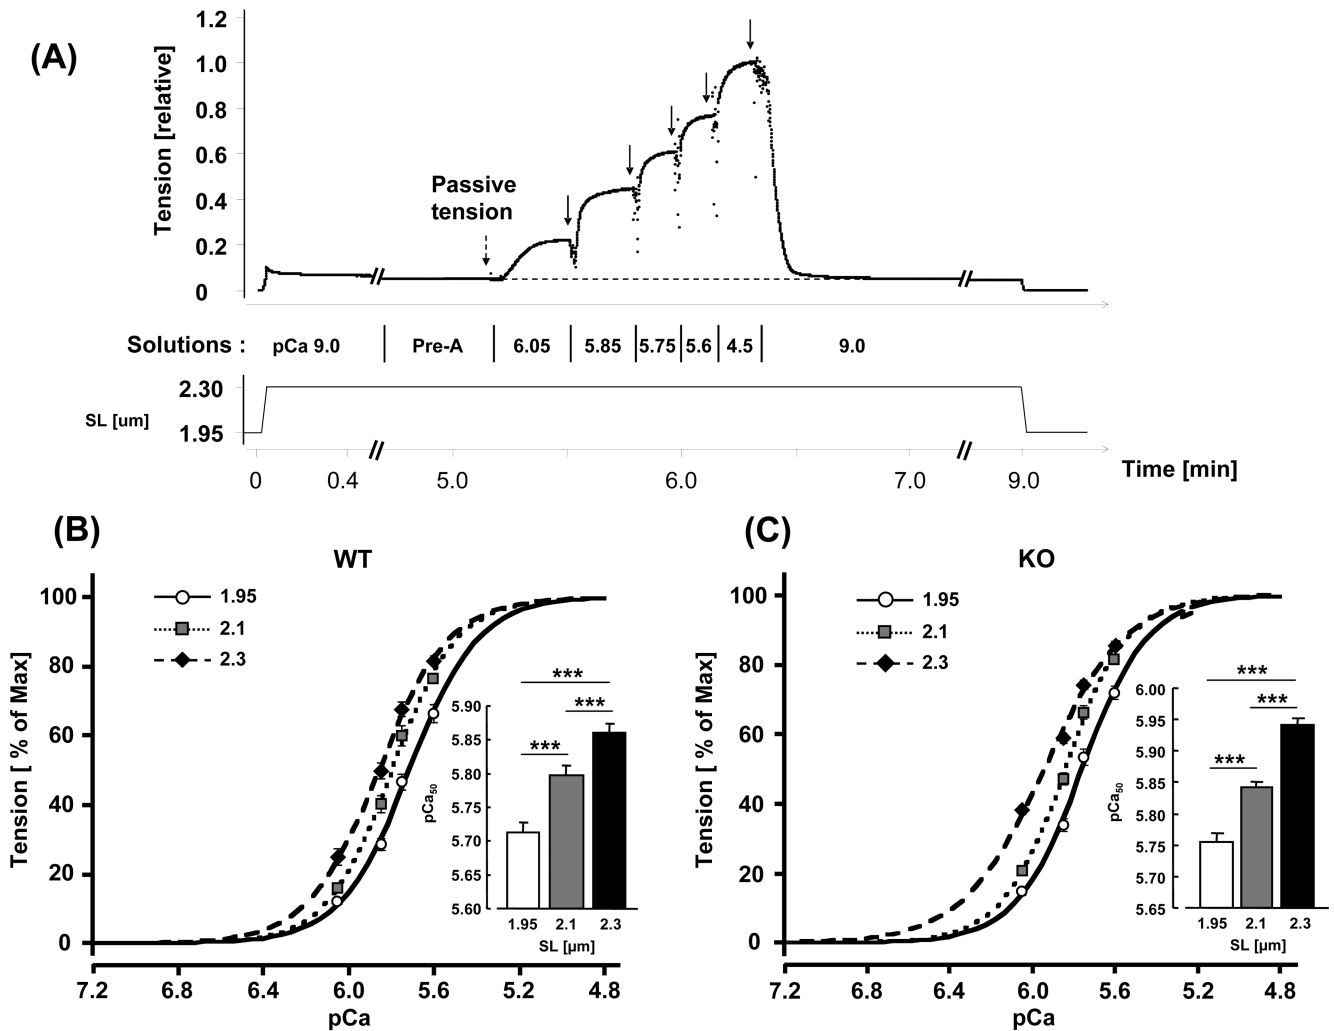 (A)
Tension [relative]
1.2
1.0
0.8
0.6
0.4
0.2
0
Passive
tension
Solutions : pCa 9.0 Pre-A 6.05 5.85 5.75 5.6 4.5 9.0
SL [um]
2.30
1.95
0 0.4 5.0 6.0 7.0 9.0
Time [min]
(B)
WT
Tension [ % of Max]
100
80
60
40
20
0
1.95
2.1
2.3
7.2 6.8 6.4 6.0 5.6 5.2 4.8
pCa
pCa50
5.90
5.85
5.80
5.70
5.65
5.60
***
***
***
1.95 2.1 2.3
SL [µm]
(C)
KO
Tension [ % of Max]
100
80
60
40
20
0
1.95
2.1
2.3
7.2 6.8 6.4 6.0 5.6 5.2 4.8
pCa
pCa50
6.00
5.95
5.90
5.85
5.80
5.75
5.70
5.65
***
***
***
1.95 2.1 2.3
SL [µm]